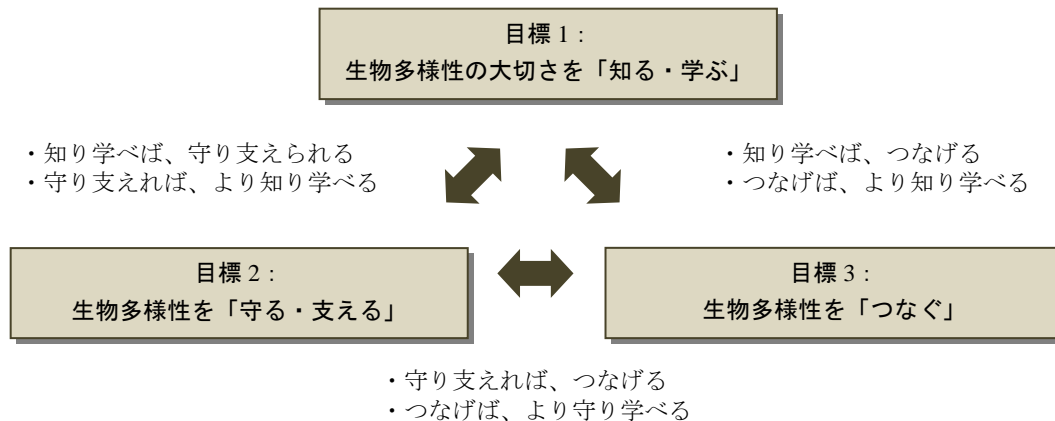 目標 1：
生物多様性の大切さを「知る・学ぶ」
・知り学べば、守り支えられる
・守り支えれば、より知り学べる
・知り学べば、つなげる
・つなげば、より知り学べる
目標 2：
生物多様性を「守る・支える」
目標 3：
生物多様性を「つなぐ」
・守り支えれば、つなげる
・つなげば、より守り学べる